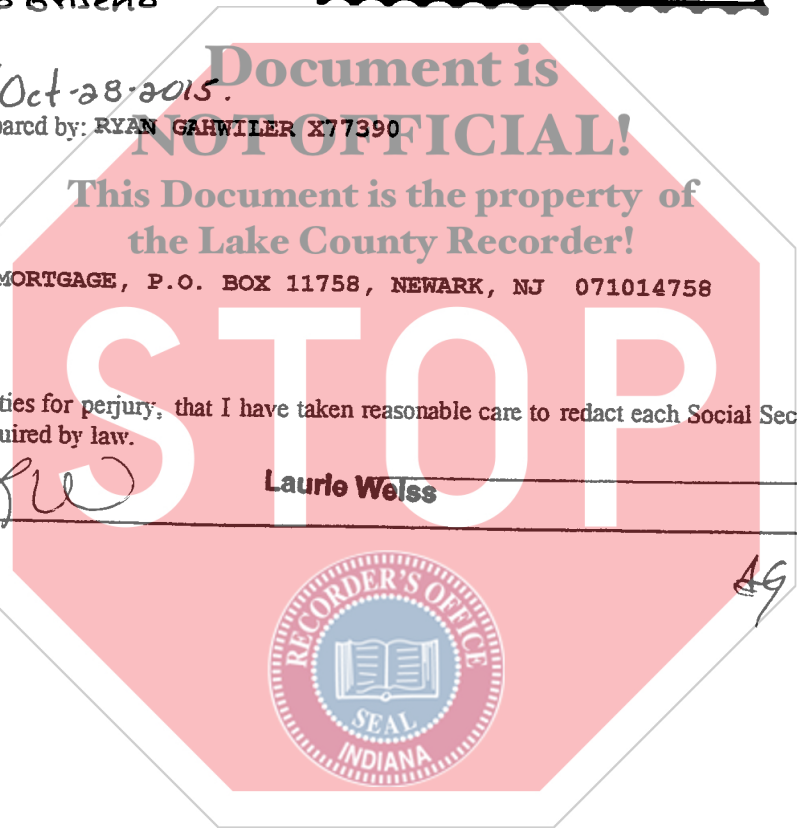 Document is
Oct-28-2015.
pared by: RYAN GAHWILER X77390
NOT OFFICIAL!
This Document is the property of
the Lake County Recorder!
MORTGAGE, P.O. BOX 11758, NEWARK, NJ 071014758
STOP
ties for perjury, that I have taken reasonable care to redact each Social Sec
uired by law.
LW
Laurie Weiss
AG
RECORDER'S OFFICE
SEAL
INDIANA